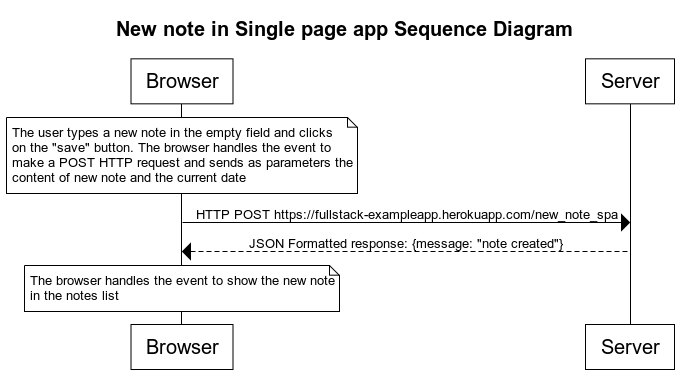 New note in Single page app Sequence Diagram
Browser
Server
The user types a new note in the empty field and clicks
on the "save" button. The browser handles the event to
make a POST HTTP request and sends as parameters the
content of new note and the current date
HTTP POST https://fullstack-exampleapp.herokuapp.com/new_note_spa
JSON Formatted response: {message: "note created"}
The browser handles the event to show the new note
in the notes list
Browser
Server